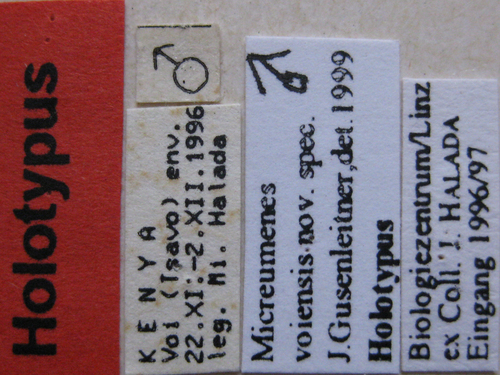 Holotypus
♂
K E N Y A
Voi (Tsavo) env.
22.XI.-2.XII.1996
leg. Mi. Halada
♂
Micreumenes
voiensis nov. spec.
J.Gusenleitner,det.1999
Holotypus
Biologiezentrum/Linz
ex Coll. J. HALADA
Eingang 1996/97